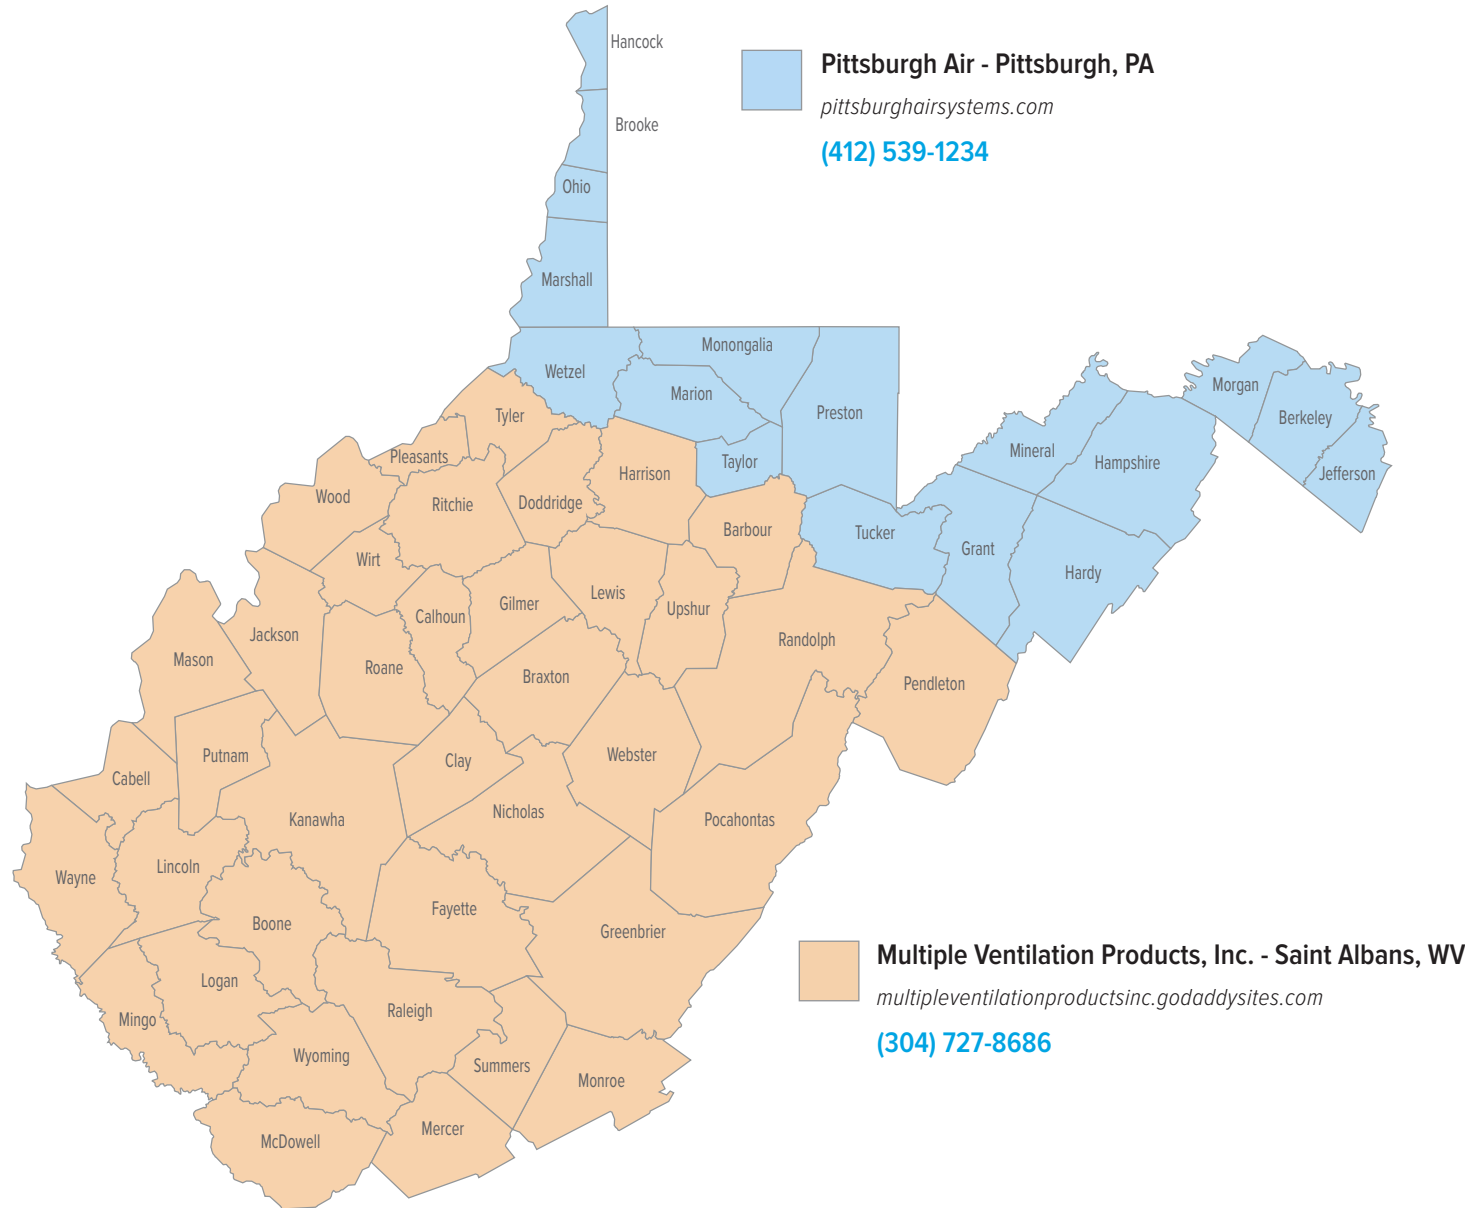 Hancock
Pittsburgh Air - Pittsburgh, PA
pittsburghairsystems.com
Brooke
(412) 539-1234
Ohio
Marshall
Monongalia
Wetzel
Morgan
Marion
Preston
Berkeley
Tyler
Mineral
Pleasants
Taylor
Hampshire
Harrison
Jefferson
Wood
Ritchie
Doddridge
Barbour
Tucker
Grant
Wirt
Hardy
Lewis
Gilmer
Upshur
Calhoun
Jackson
Randolph
Mason
Roane
Braxton
Pendleton
Putnam
Webster
Clay
Cabell
Nicholas
Kanawha
Pocahontas
Lincoln
Wayne
Fayette
Boone
Greenbrier
Multiple Ventilation Products, Inc. - Saint Albans, WV
multipleventilationproductsinc.godaddysites.com
(304) 727-8686
Logan
Raleigh
Mingo
Wyoming
Summers
Monroe
Mercer
McDowell